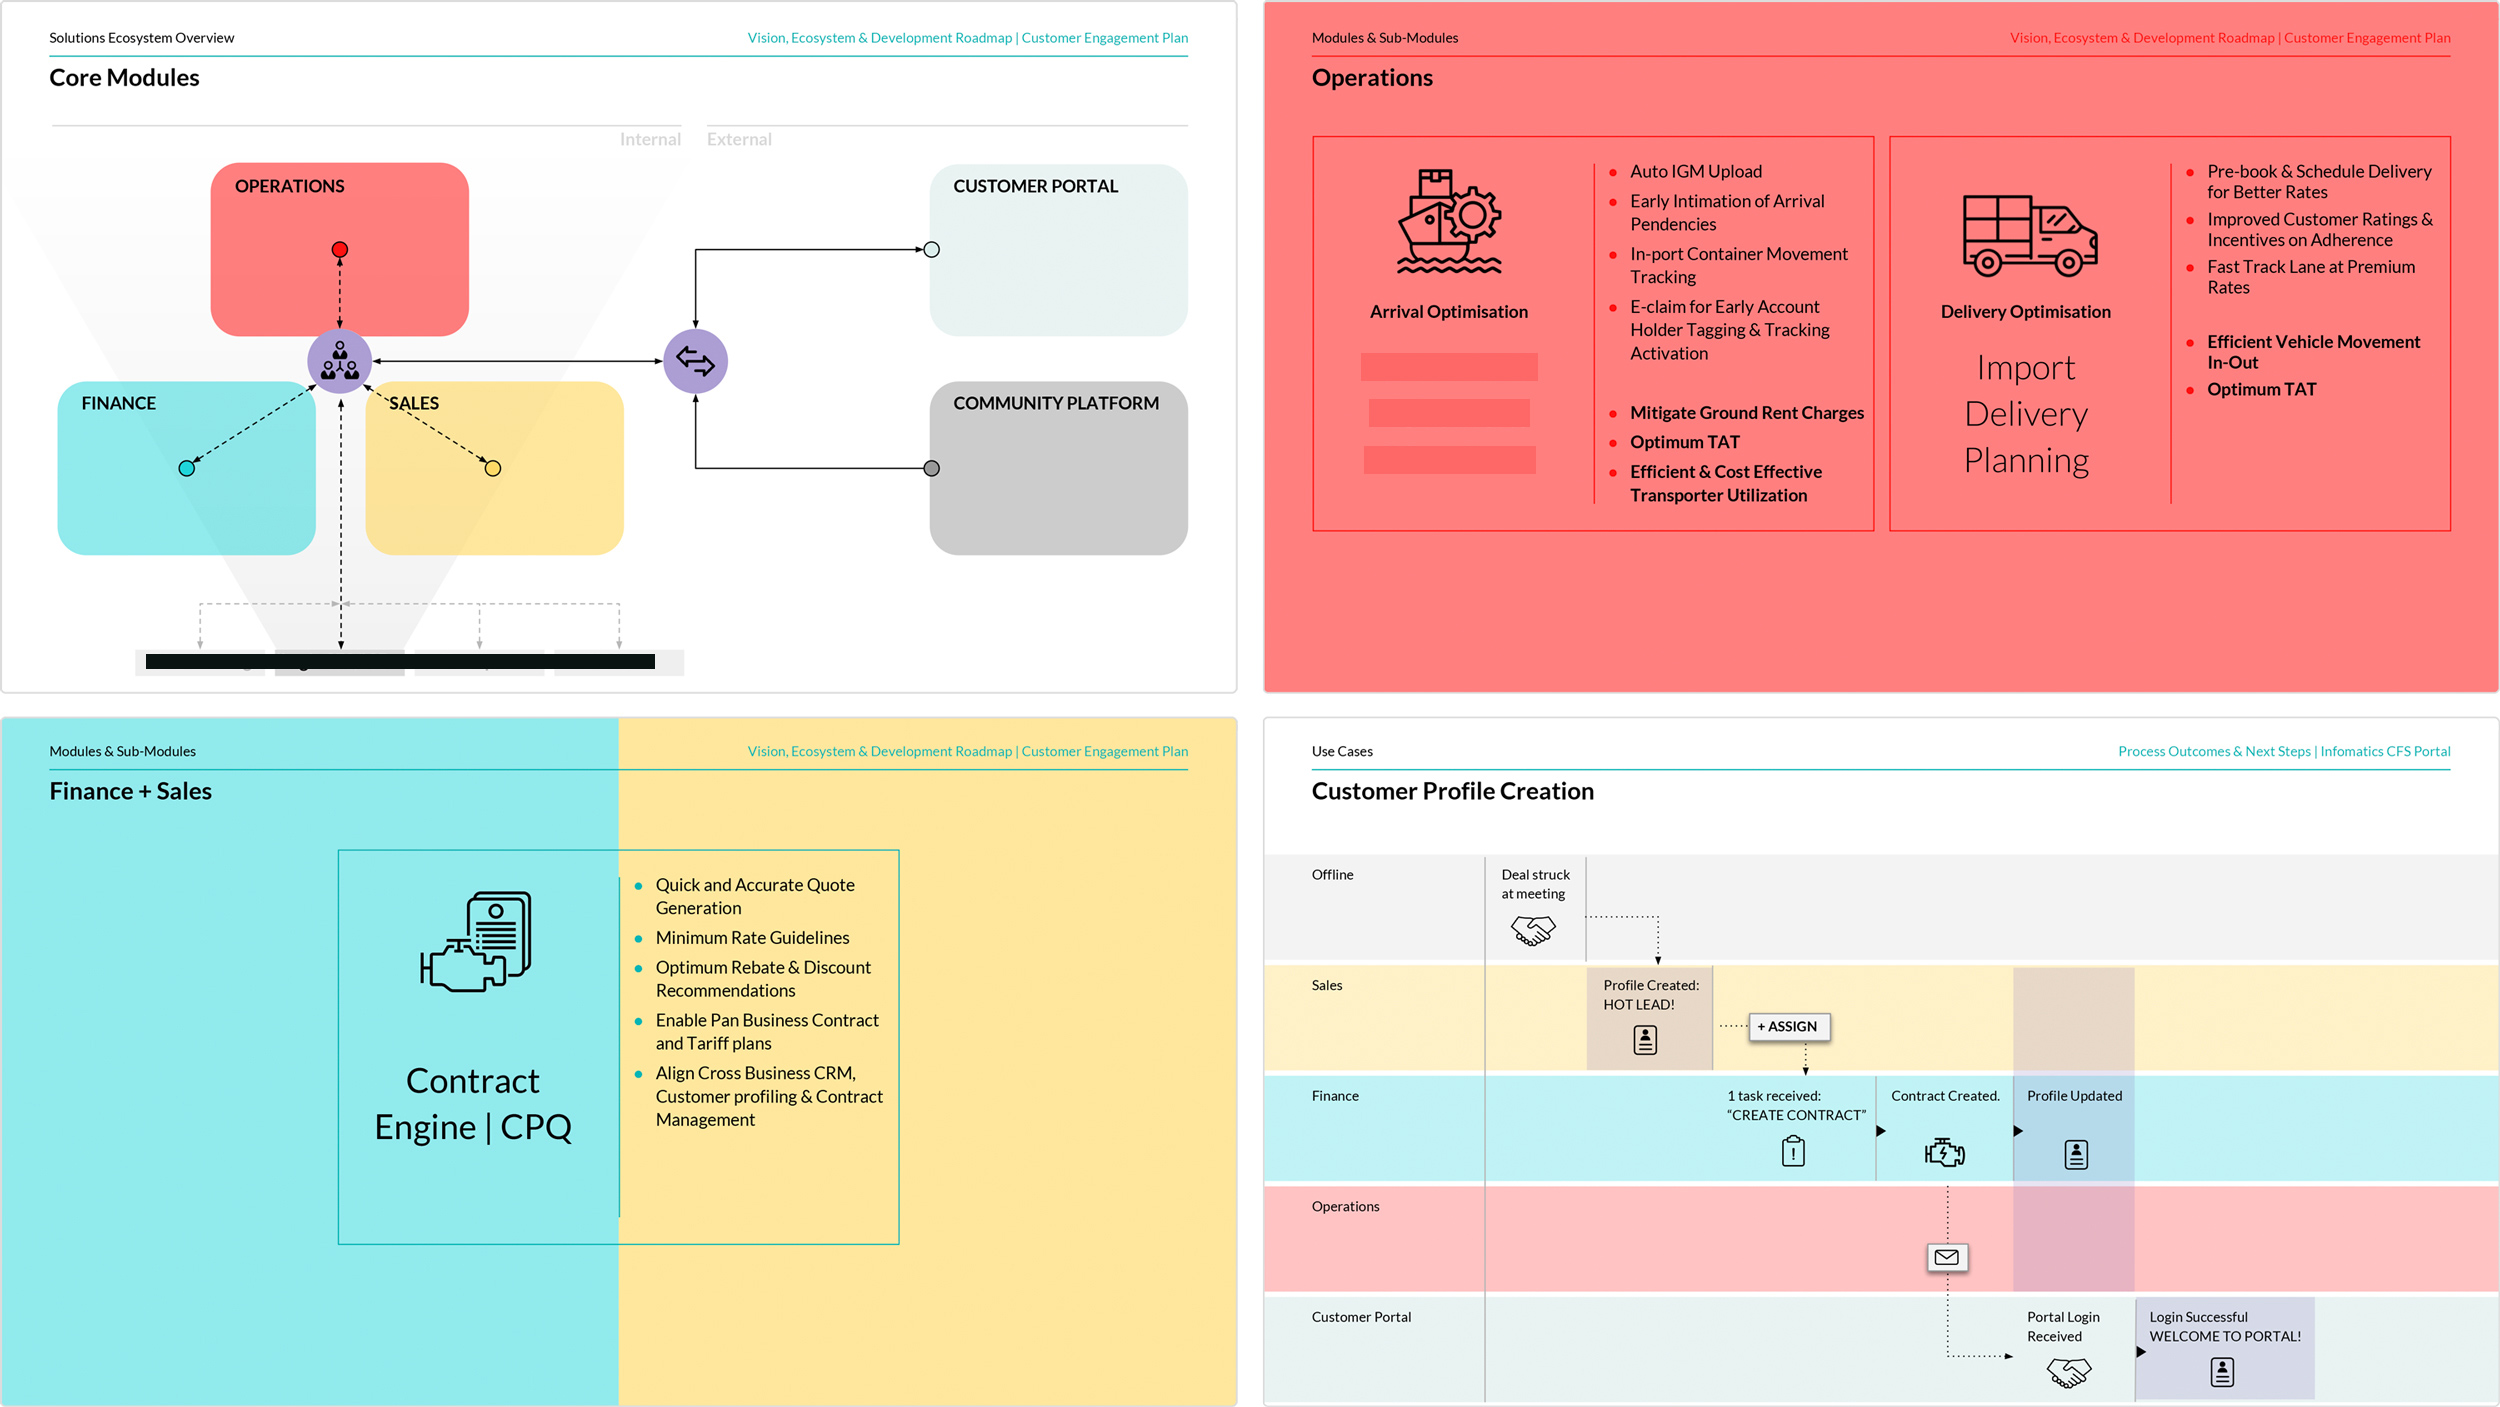 Solutions Ecosystem Overview
Vision, Ecosystem & Development Roadmap | Customer Engagement Plan
Core Modules
Internal
External
OPERATIONS
CUSTOMER PORTAL
FINANCE
SALES
COMMUNITY PLATFORM
Modules & Sub-Modules
Vision, Ecosystem & Development Roadmap | Customer Engagement Plan
Operations
Arrival Optimisation
Auto IGM Upload
Early Intimation of Arrival
Pendencies
In-port Container Movement
Tracking
E-claim for Early Account
Holder Tagging & Tracking
Activation
Mitigate Ground Rent Charges
Optimum TAT
Efficient & Cost Effective
Transporter Utilization
Delivery Optimisation
Import
Delivery
Planning
Pre-book & Schedule Delivery
for Better Rates
Improved Customer Ratings &
Incentives on Adherence
Fast Track Lane at Premium
Rates
Efficient Vehicle Movement
In-Out
Optimum TAT
Modules & Sub-Modules
Vision, Ecosystem & Development Roadmap | Customer Engagement Plan
Finance + Sales
Contract
Engine | CPQ
Quick and Accurate Quote
Generation
Minimum Rate Guidelines
Optimum Rebate & Discount
Recommendations
Enable Pan Business Contract
and Tariff plans
Align Cross Business CRM,
Customer profiling & Contract
Management
Use Cases
Process Outcomes & Next Steps | Infomatics CFS Portal
Customer Profile Creation
Offline
Deal struck
at meeting
Sales
Profile Created:
HOT LEAD!
+ ASSIGN
Finance
1 task received:
“CREATE CONTRACT”
Contract Created.
Profile Updated
Operations
Customer Portal
Portal Login
Received
Login Successful
WELCOME TO PORTAL!